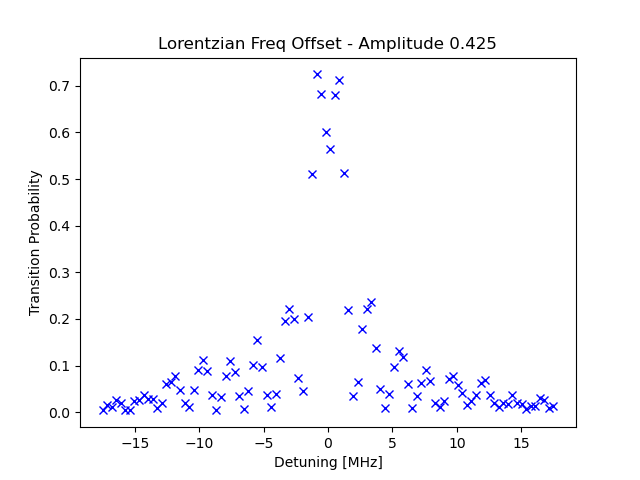 Lorentzian Freq Offset - Amplitude 0.425
Transition Probability
0.7
0.6
0.5
0.4
0.3
0.2
0.1
0.0
−15 −10 −5 0 5 10 15
Detuning [MHz]